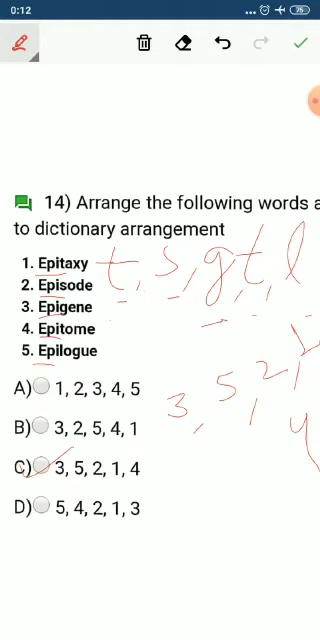 0:12
... 75
14) Arrange the following words a
to dictionary arrangement
1. Epitaxy t, s, g, t, l
2. Episode
3. Epigene
4. Epitome
5. Epilogue
A) 1, 2, 3, 4, 5
3, 5, 2, 1, 4
B) 3, 2, 5, 4, 1
C) 3, 5, 2, 1, 4
D) 5, 4, 2, 1, 3